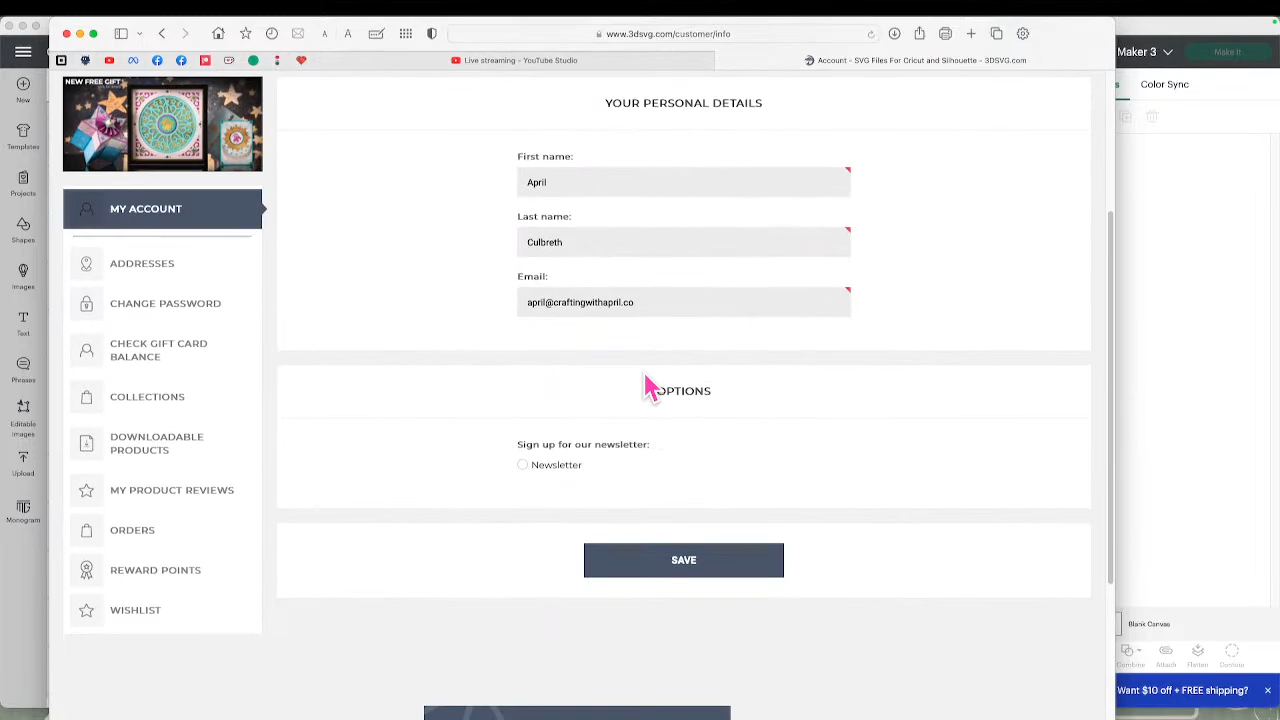 www.3dsvg.com/customer/info
Live streaming - YouTube Studio
Account - SVG Files For Cricut and Silhouette - 3DSVG.com
Maker 3
Make It
Color Sync
New
Templates
Projects
Shapes
Images
Text
Phrases
Editable
Images
Upload
Monogram
NEW FREE GIFT
MY ACCOUNT
ADDRESSES
CHANGE PASSWORD
CHECK GIFT CARD
BALANCE
COLLECTIONS
DOWNLOADABLE
PRODUCTS
MY PRODUCT REVIEWS
ORDERS
REWARD POINTS
WISHLIST
YOUR PERSONAL DETAILS
First name:
April
Last name:
Culbreth
Email:
april@craftingwithapril.co
OPTIONS
Sign up for our newsletter:
Newsletter
SAVE
Blank Canvas
Combine
Attach
Flatten
Contour
Want $10 off + FREE shipping?